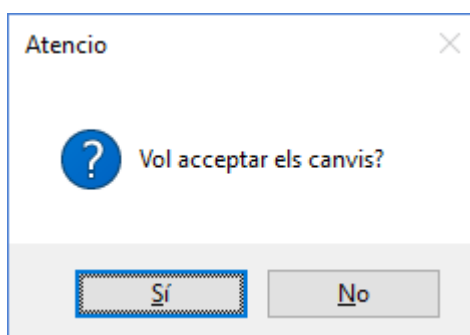 Atencio
Vol acceptar els canvis?
Sí
No